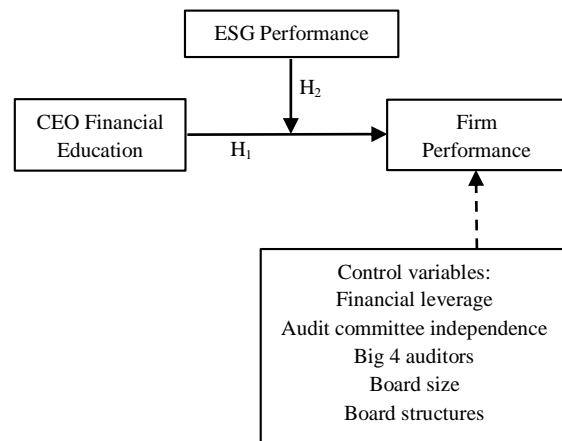 ESG Performance
H₂
CEO Financial
Education
H₁
Firm
Performance
Control variables:
Financial leverage
Audit committee independence
Big 4 auditors
Board size
Board structures